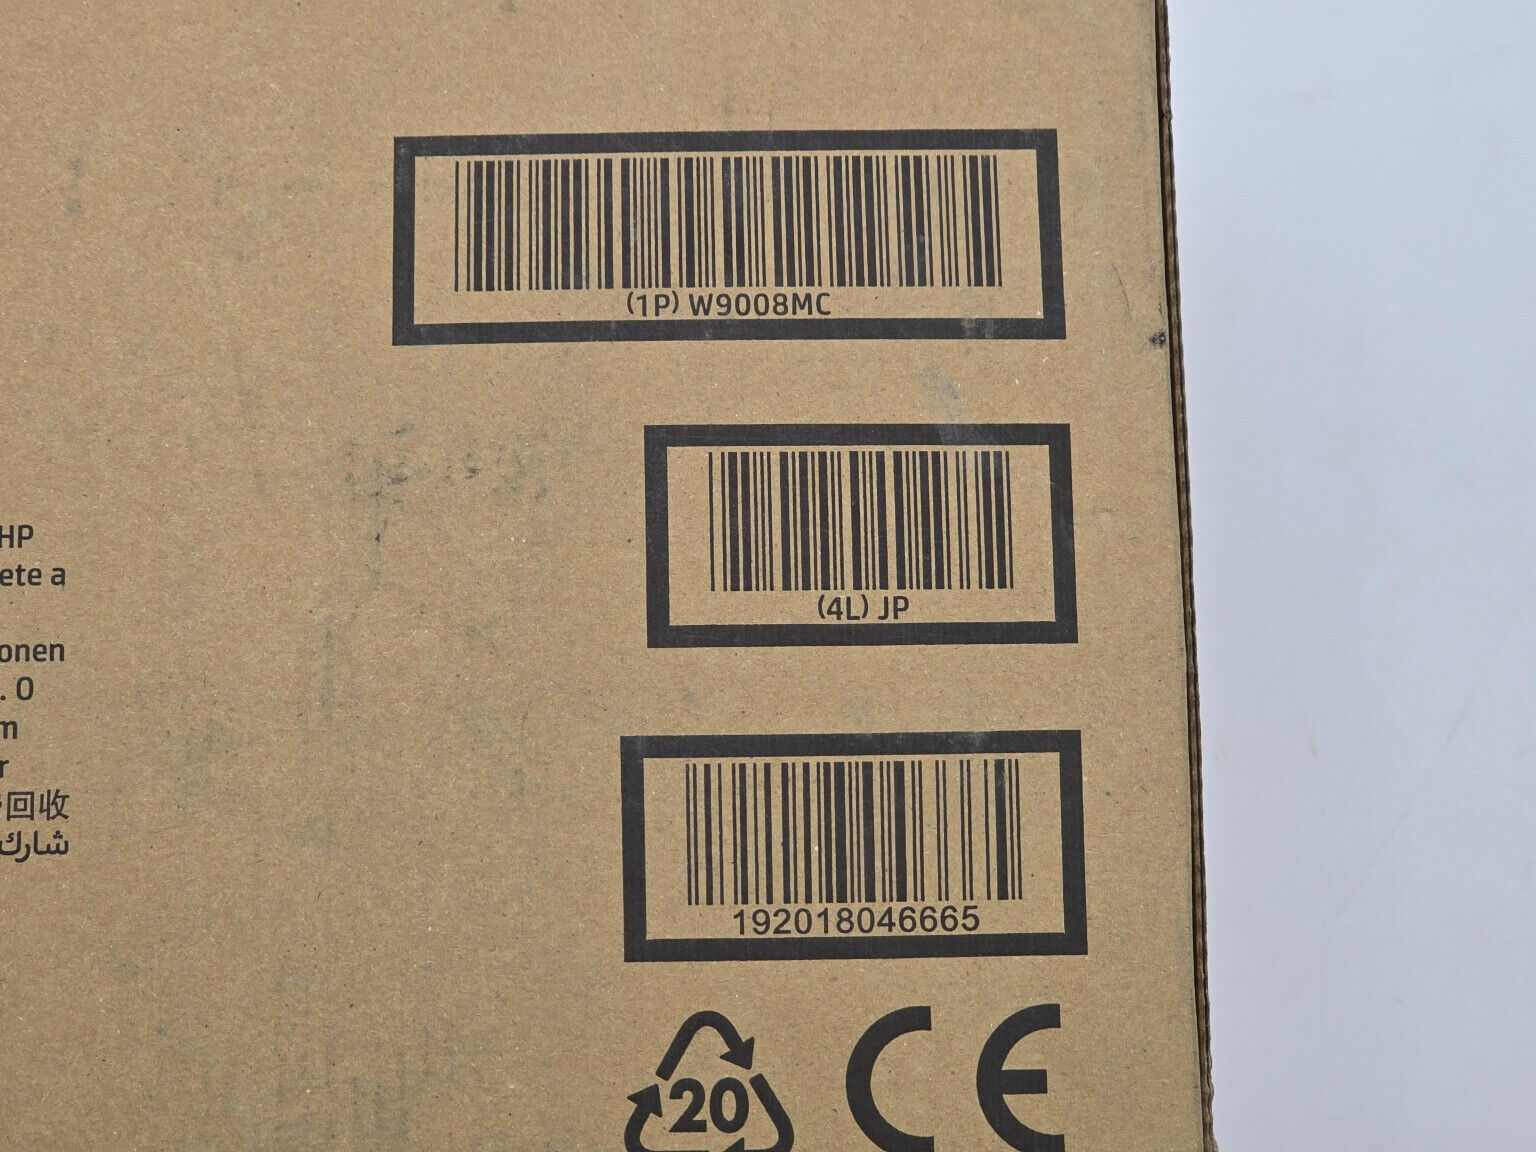 (1P) W9008MC
(4L) JP
192018046665
20
CE
HP
ete a
onen
. 0
m
r
回收
شارك